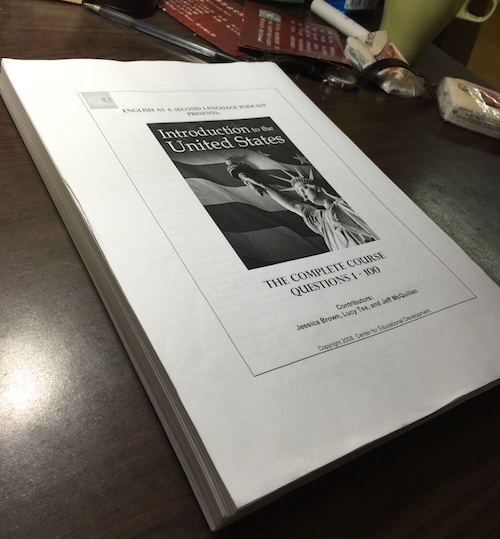 ENGLISH AS A SECOND LANGUAGE PODCAST
PRESENTS:
Introduction to the
United States
THE COMPLETE COURSE
QUESTIONS 1 - 100
Contributors:
Jessica Brown, Lucy Tse, and Jeff McQuillan
Copyright 2008 Center for Educational Development